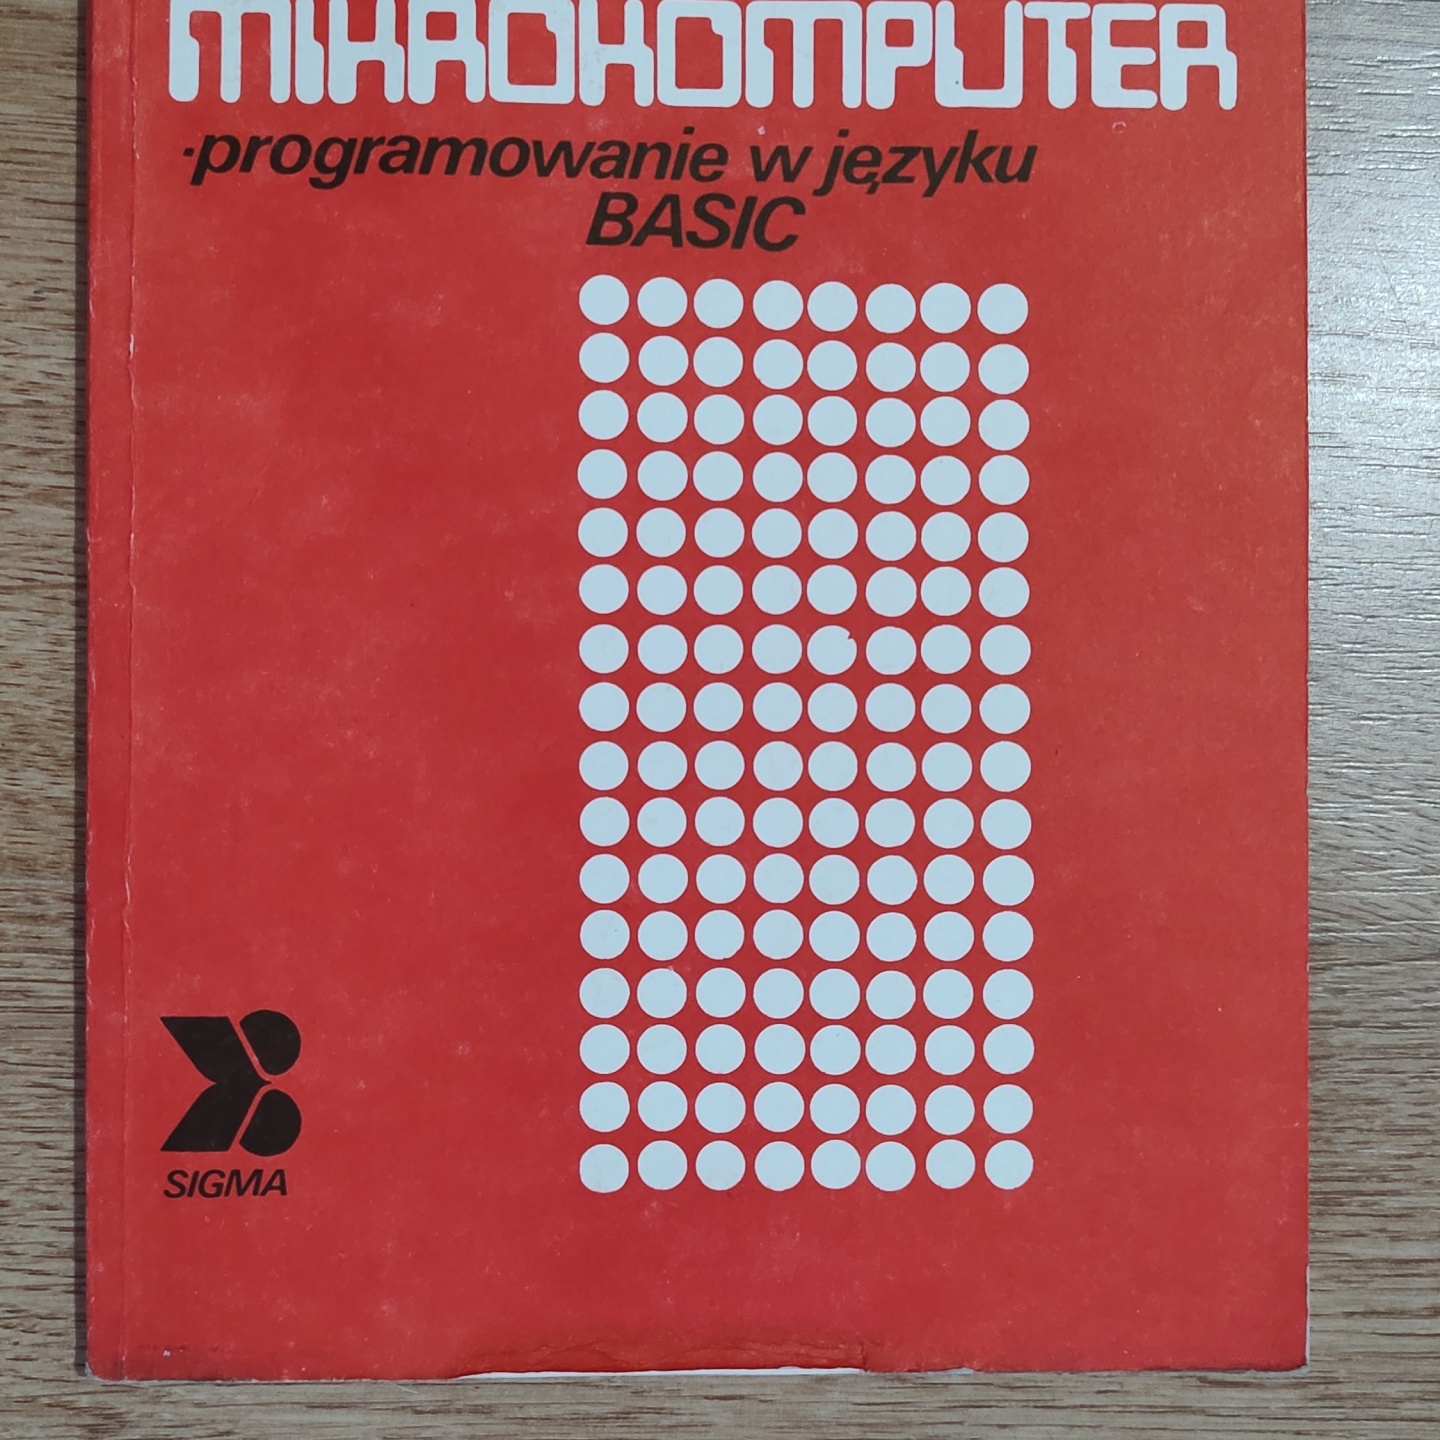 MIKROKOMPUTER
·programowanie w języku
BASIC
SIGMA